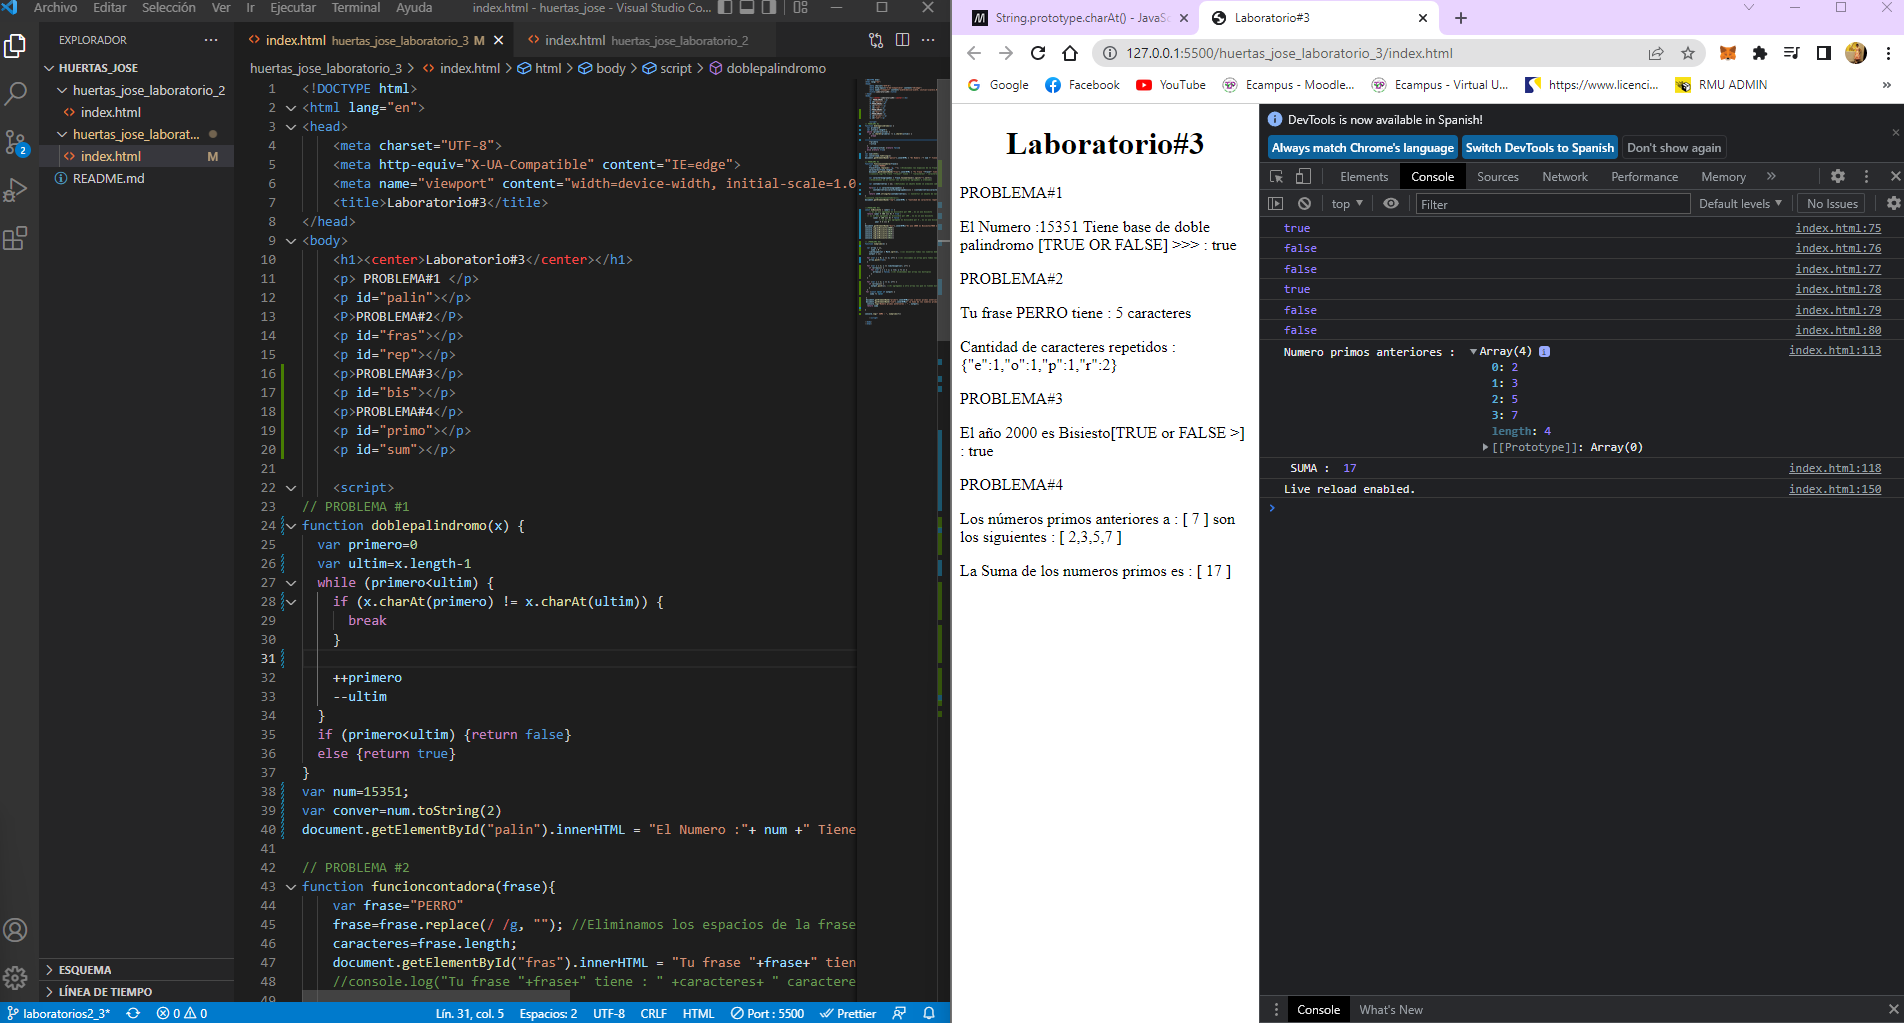 Archivo Editar Selección Ver Ir Ejecutar Terminal Ayuda index.html - huertas_jose - Visual Studio Co...
EXPLORADOR
HUERTAS_JOSE
huertas_jose_laboratorio_2
index.html
huertas_jose_laborat...
index.html M
README.md
2
ESQUEMA
LÍNEA DE TIEMPO
index.html huertas_jose_laboratorio_3 M
index.html huertas_jose_laboratorio_2
huertas_jose_laboratorio_3 > index.html > html > body > script > doblepalindromo
1 <!DOCTYPE html>
2 <html lang="en">
3 <head>
4 <meta charset="UTF-8">
5 <meta http-equiv="X-UA-Compatible" content="IE=edge">
6 <meta name="viewport" content="width=device-width, initial-scale=1.0
7 <title>Laboratorio#3</title>
8 </head>
9 <body>
10 <h1><center>Laboratorio#3</center></h1>
11 <p> PROBLEMA#1 </p>
12 <p id="palin"></p>
13 <P>PROBLEMA#2</P>
14 <p id="fras"></p>
15 <p id="rep"></p>
16 <p>PROBLEMA#3</p>
17 <p id="bis"></p>
18 <p>PROBLEMA#4</p>
19 <p id="primo"></p>
20 <p id="sum"></p>
21
22 <script>
23 // PROBLEMA #1
24 function doblepalindromo(x) {
25 var primero=0
26 var ultim=x.length-1
27 while (primero<ultim) {
28 if (x.charAt(primero) != x.charAt(ultim)) {
29 break
30 }
31
32 ++primero
33 --ultim
34 }
35 if (primero<ultim) {return false}
36 else {return true}
37 }
38 var num=15351;
39 var conver=num.toString(2)
40 document.getElementById("palin").innerHTML = "El Numero :"+ num +" Tiene
41
42 // PROBLEMA #2
43 function funcioncontadora(frase){
44 var frase="PERRO"
45 frase=frase.replace(/ /g, ""); //Eliminamos los espacios de la frase
46 caracteres=frase.length;
47 document.getElementById("fras").innerHTML = "Tu frase "+frase+" tien
48 //console.log("Tu frase "+frase+" tiene : " +caracteres+ " caractere
49
laboratorios2_3* 0 0 Lín. 31, col. 5 Espacios: 2 UTF-8 CRLF HTML Port : 5500 Prettier
String.prototype.charAt() - JavaSc
Laboratorio#3
127.0.0.1:5500/huertas_jose_laboratorio_3/index.html
Google Facebook YouTube Ecampus - Moodle... Ecampus - Virtual U... https://www.licenci... RMU ADMIN »
Laboratorio#3
PROBLEMA#1
El Numero :15351 Tiene base de doble
palindromo [TRUE OR FALSE] >>> : true
PROBLEMA#2
Tu frase PERRO tiene : 5 caracteres
Cantidad de caracteres repetidos :
{"e":1,"o":1,"p":1,"r":2}
PROBLEMA#3
El año 2000 es Bisiesto[TRUE or FALSE >]
: true
PROBLEMA#4
Los números primos anteriores a : [ 7 ] son
los siguientes : [ 2,3,5,7 ]
La Suma de los numeros primos es : [ 17 ]
DevTools is now available in Spanish!
Always match Chrome's language Switch DevTools to Spanish Don't show again
Elements Console Sources Network Performance Memory »
top Filter Default levels No Issues
true index.html:75
false index.html:76
false index.html:77
true index.html:78
false index.html:79
false index.html:80
Numero primos anteriores : Array(4) i index.html:113
0: 2
1: 3
2: 5
3: 7
length: 4
[[Prototype]]: Array(0)
SUMA : 17 index.html:118
Live reload enabled. index.html:150
Console What's New